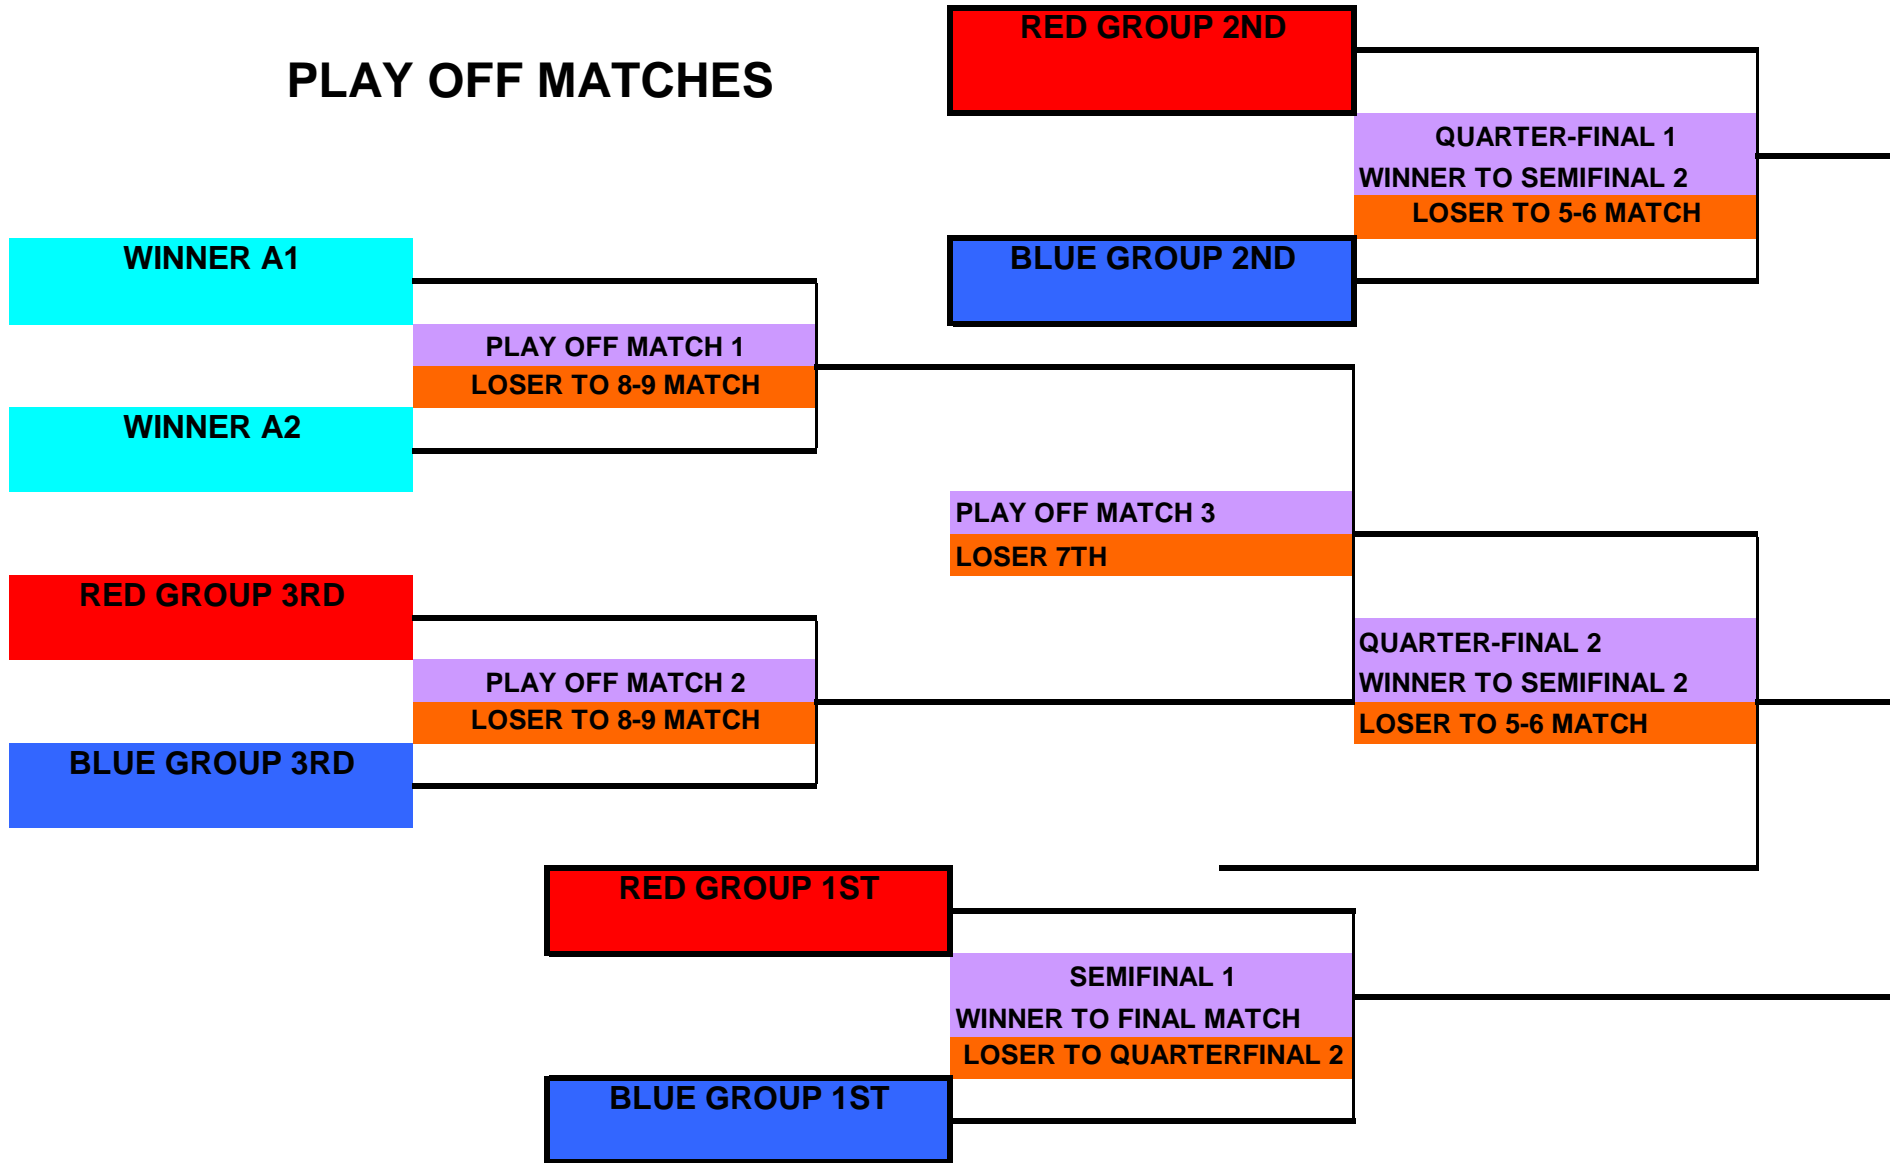 RED GROUP 2ND
PLAY OFF MATCHES
QUARTER-FINAL 1
WINNER TO SEMIFINAL 2
LOSER TO 5-6 MATCH
WINNER A1
BLUE GROUP 2ND
PLAY OFF MATCH 1
LOSER TO 8-9 MATCH
WINNER A2
PLAY OFF MATCH 3
LOSER 7TH
RED GROUP 3RD
QUARTER-FINAL 2
WINNER TO SEMIFINAL 2
LOSER TO 5-6 MATCH
PLAY OFF MATCH 2
LOSER TO 8-9 MATCH
BLUE GROUP 3RD
RED GROUP 1ST
SEMIFINAL 1
WINNER TO FINAL MATCH
LOSER TO QUARTERFINAL 2
BLUE GROUP 1ST